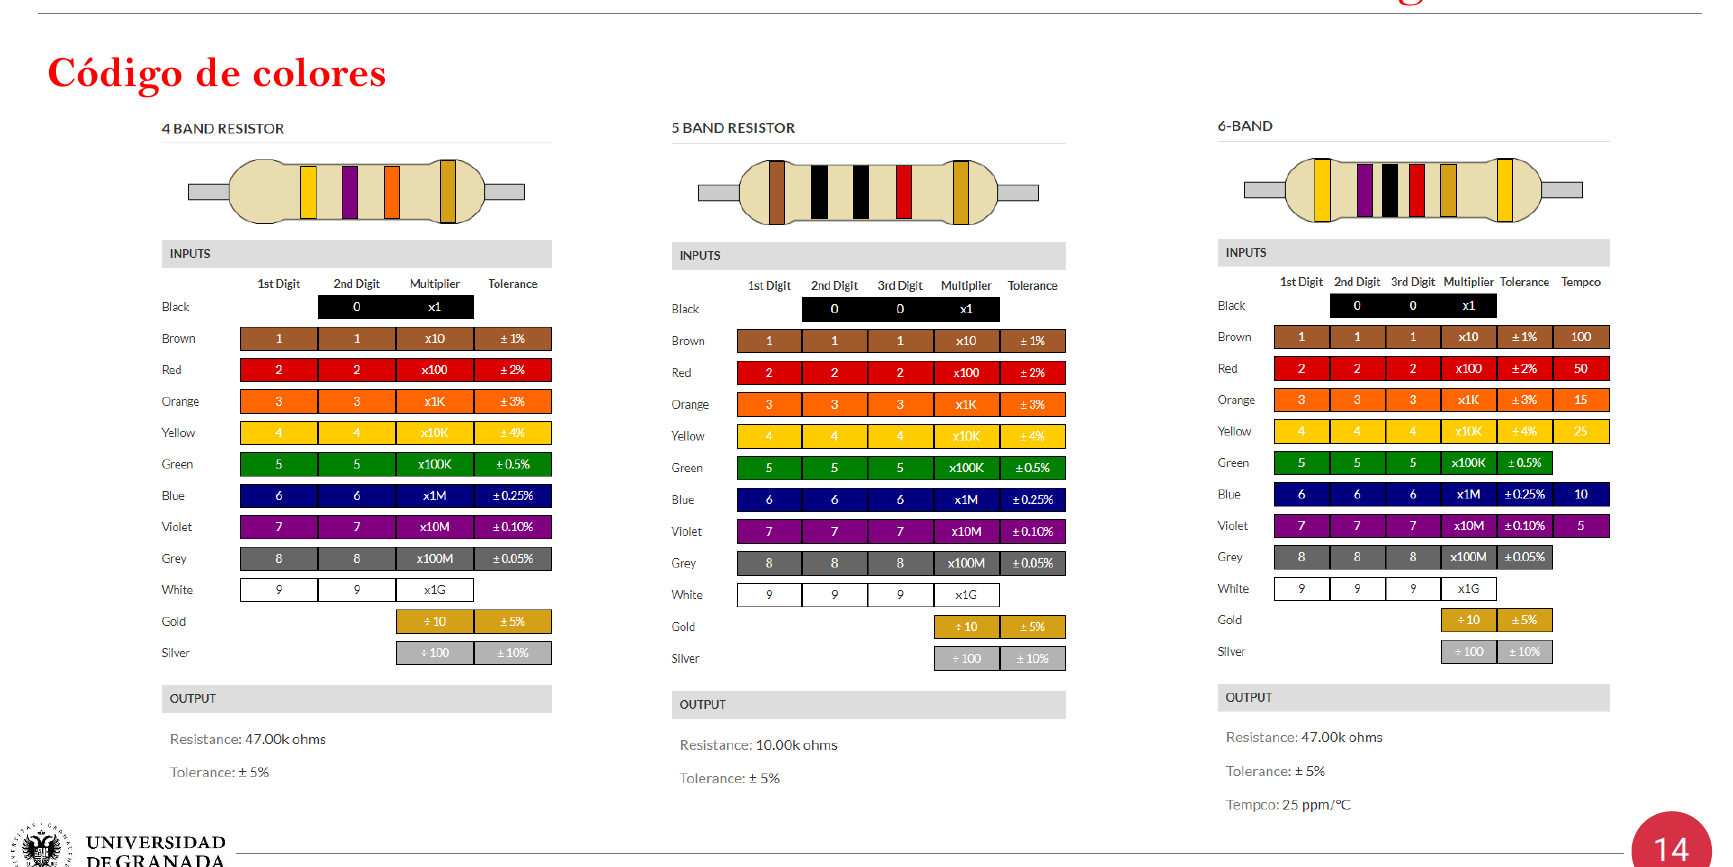 Código de colores
4 BAND RESISTOR
INPUTS
1st Digit 2nd Digit Multiplier Tolerance
Black 0 x1
Brown 1 1 x10 ± 1%
Red 2 2 x100 ± 2%
Orange 3 3 x1K ± 3%
Yellow 4 4 x10K ± 4%
Green 5 5 x100K ± 0.5%
Blue 6 6 x1M ± 0.25%
Violet 7 7 x10M ± 0.10%
Grey 8 8 x100M ± 0.05%
White 9 9 x1G
Gold ÷ 10 ± 5%
Silver ÷ 100 ± 10%
OUTPUT
Resistance: 47.00k ohms
Tolerance: ± 5%
5 BAND RESISTOR
INPUTS
1st Digit 2nd Digit 3rd Digit Multiplier Tolerance
Black 0 0 x1
Brown 1 1 1 x10 ± 1%
Red 2 2 2 x100 ± 2%
Orange 3 3 3 x1K ± 3%
Yellow 4 4 4 x10K ± 4%
Green 5 5 5 x100K ± 0.5%
Blue 6 6 6 x1M ± 0.25%
Violet 7 7 7 x10M ± 0.10%
Grey 8 8 8 x100M ± 0.05%
White 9 9 9 x1G
Gold ÷ 10 ± 5%
Silver ÷ 100 ± 10%
OUTPUT
Resistance: 10.00k ohms
Tolerance: ± 5%
6-BAND
INPUTS
1st Digit 2nd Digit 3rd Digit Multiplier Tolerance Tempco
Black 0 0 x1
Brown 1 1 1 x10 ± 1% 100
Red 2 2 2 x100 ± 2% 50
Orange 3 3 3 x1K ± 3% 15
Yellow 4 4 4 x10K ± 4% 25
Green 5 5 5 x100K ± 0.5%
Blue 6 6 6 x1M ± 0.25% 10
Violet 7 7 7 x10M ± 0.10% 5
Grey 8 8 8 x100M ± 0.05%
White 9 9 9 x1G
Gold ÷ 10 ± 5%
Silver ÷ 100 ± 10%
OUTPUT
Resistance: 47.00k ohms
Tolerance: ± 5%
Tempco: 25 ppm/°C
UNIVERSIDAD
DE GRANADA
14